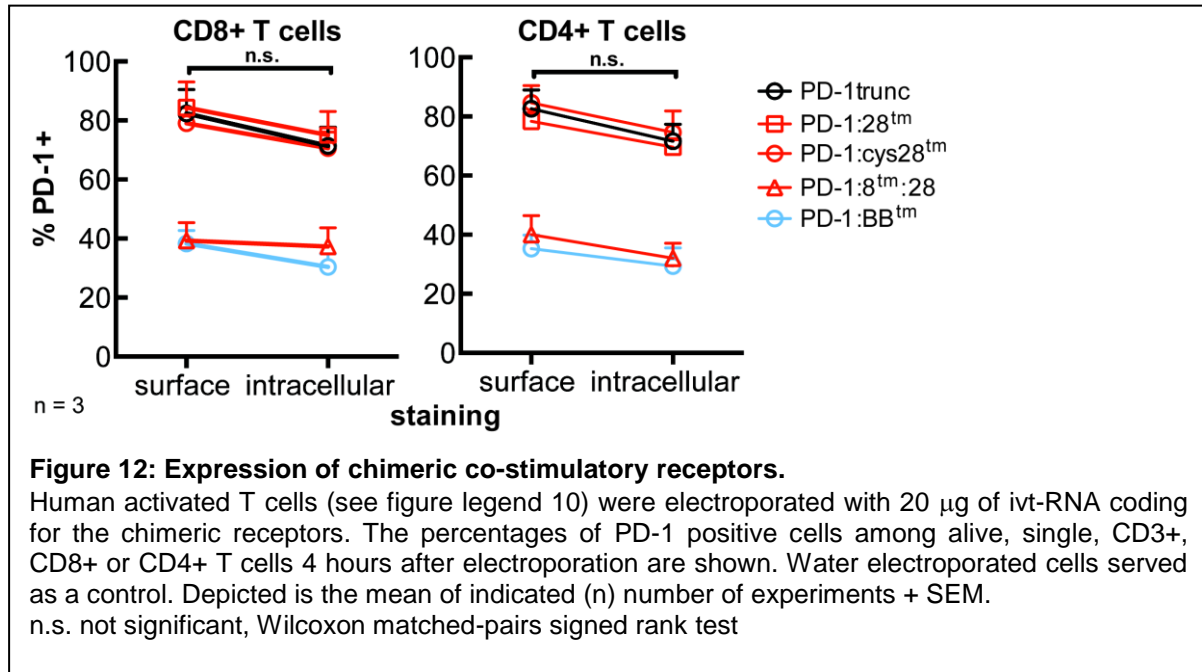 CD8+ T cells
n.s.
100
80
60
40
20
0
% PD-1+
surface intracellular
CD4+ T cells
n.s.
100
80
60
40
20
0
surface intracellular
staining
n = 3
PD-1trunc
PD-1:28tm
PD-1:cys28tm
PD-1:8tm:28
PD-1:BBtm
Figure 12: Expression of chimeric co-stimulatory receptors.
Human activated T cells (see figure legend 10) were electroporated with 20 μg of ivt-RNA coding
for the chimeric receptors. The percentages of PD-1 positive cells among alive, single, CD3+,
CD8+ or CD4+ T cells 4 hours after electroporation are shown. Water electroporated cells served
as a control. Depicted is the mean of indicated (n) number of experiments + SEM.
n.s. not significant, Wilcoxon matched-pairs signed rank test